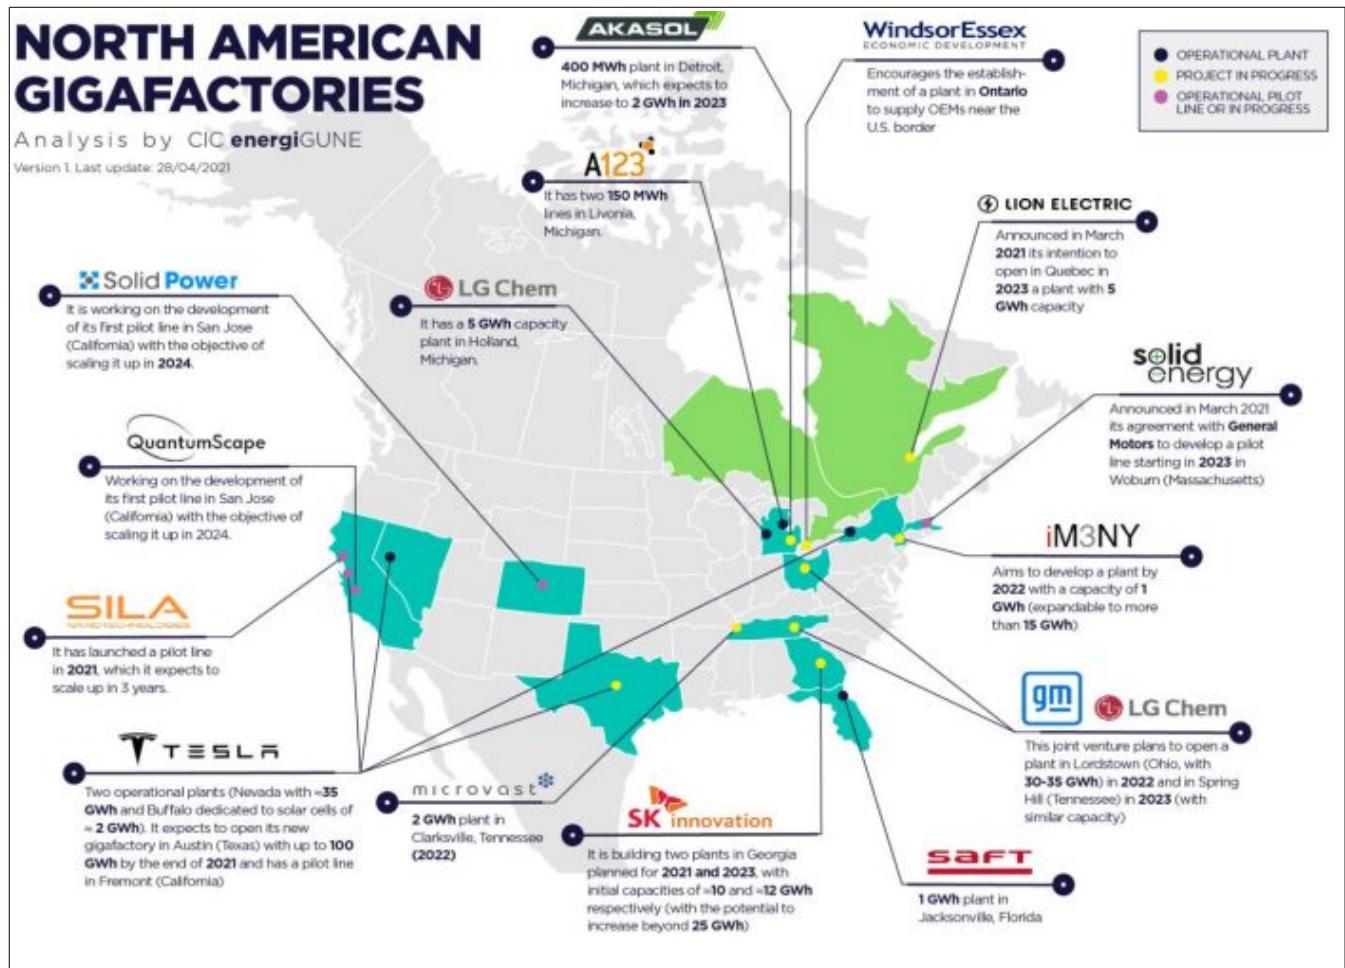 NORTH AMERICAN
GIGAFACTORIES
Analysis by CIC energiGUNE
Version 1. Last update: 28/04/2021
AKASOL
400 MWh plant in Detroit,
Michigan, which expects to
increase to 2 GWh in 2023
WindsorEssex
ECONOMIC DEVELOPMENT
Encourages the establish-
ment of a plant in Ontario
to supply OEMs near the
U.S. border
OPERATIONAL PLANT
PROJECT IN PROGRESS
OPERATIONAL PILOT
LINE OR IN PROGRESS
A123
It has two 150 MWh
lines in Livonia,
Michigan.
LION ELECTRIC
Announced in March
2021 its intention to
open in Quebec in
2023 a plant with 5
GWh capacity
Solid Power
It is working on the development
of its first pilot line in San Jose
(California) with the objective of
scaling it up in 2024.
LG Chem
It has a 5 GWh capacity
plant in Holland,
Michigan.
solid
energy
Announced in March 2021
its agreement with General
Motors to develop a pilot
line starting in 2023 in
Woburn (Massachusetts)
QuantumScape
Working on the development of
its first pilot line in San Jose
(California) with the objective of
scaling it up in 2024.
iM3NY
Aims to develop a plant by
2022 with a capacity of 1
GWh (expandable to more
than 15 GWh)
SILA
NANOTECHNOLOGIES
It has launched a pilot line
in 2021, which it expects to
scale up in 3 years.
gm LG Chem
This joint venture plans to open a
plant in Lordstown (Ohio, with
30-35 GWh) in 2022 and in Spring
Hill (Tennessee) in 2023 (with
similar capacity)
TESLA
Two operational plants (Nevada with ≈35
GWh and Buffalo dedicated to solar cells of
≈ 2 GWh). It expects to open its new
gigafactory in Austin (Texas) with up to 100
GWh by the end of 2021 and has a pilot line
in Fremont (California)
microvast
2 GWh plant in
Clarksville, Tennessee
(2022)
SK innovation
It is building two plants in Georgia
planned for 2021 and 2023, with
initial capacities of ≈10 and ≈12 GWh
respectively (with the potential to
increase beyond 25 GWh)
SAFT
1 GWh plant in
Jacksonville, Florida